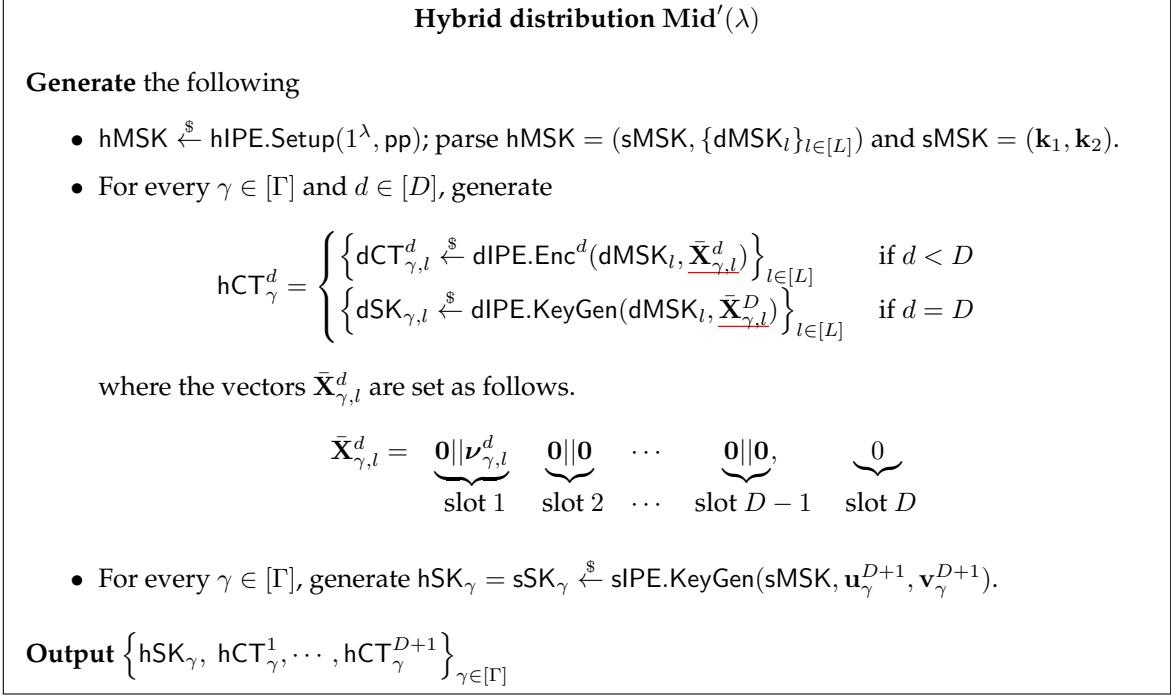 Hybrid distribution Mid′(λ)
Generate the following
• hMSK ←$ hIPE.Setup(1^λ, pp); parse hMSK = (sMSK, {dMSK_l}_{l∈[L]}) and sMSK = (k_1, k_2).
• For every γ ∈ [Γ] and d ∈ [D], generate
hCT^d_γ = { {dCT^d_{γ,l} ←$ dIPE.Enc^d(dMSK_l, X̄^d_{γ,l})}_{l∈[L]} if d < D
{dSK_{γ,l} ←$ dIPE.KeyGen(dMSK_l, X̄^D_{γ,l})}_{l∈[L]} if d = D
where the vectors X̄^d_{γ,l} are set as follows.
X̄^d_{γ,l} = 0||ν^d_{γ,l} 0||0 ··· 0||0, 0
slot 1 slot 2 ··· slot D − 1 slot D
• For every γ ∈ [Γ], generate hSK_γ = sSK_γ ←$ sIPE.KeyGen(sMSK, u^{D+1}_γ, v^{D+1}_γ).
Output {hSK_γ, hCT^1_γ, ··· , hCT^{D+1}_γ}_{γ∈[Γ]}